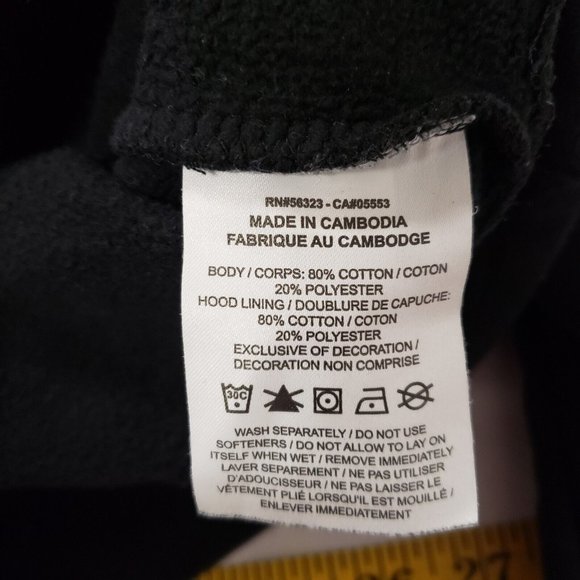 RN#56323 - CA#05553
MADE IN CAMBODIA
FABRIQUE AU CAMBODGE
BODY / CORPS: 80% COTTON / COTON
20% POLYESTER
HOOD LINING / DOUBLURE DE CAPUCHE:
80% COTTON / COTON
20% POLYESTER
EXCLUSIVE OF DECORATION /
DECORATION NON COMPRISE
30C
WASH SEPARATELY / DO NOT USE
SOFTENERS / DO NOT ALLOW TO LAY ON
ITSELF WHEN WET / REMOVE IMMEDIATELY
LAVER SEPAREMENT / NE PAS UTILISER
D'ADOUCISSEUR / NE PAS LAISSER LE
VÊTEMENT PLIÉ LORSQU'IL EST MOUILLÉ /
ENLEVER IMMEDIATEMENT
26 27